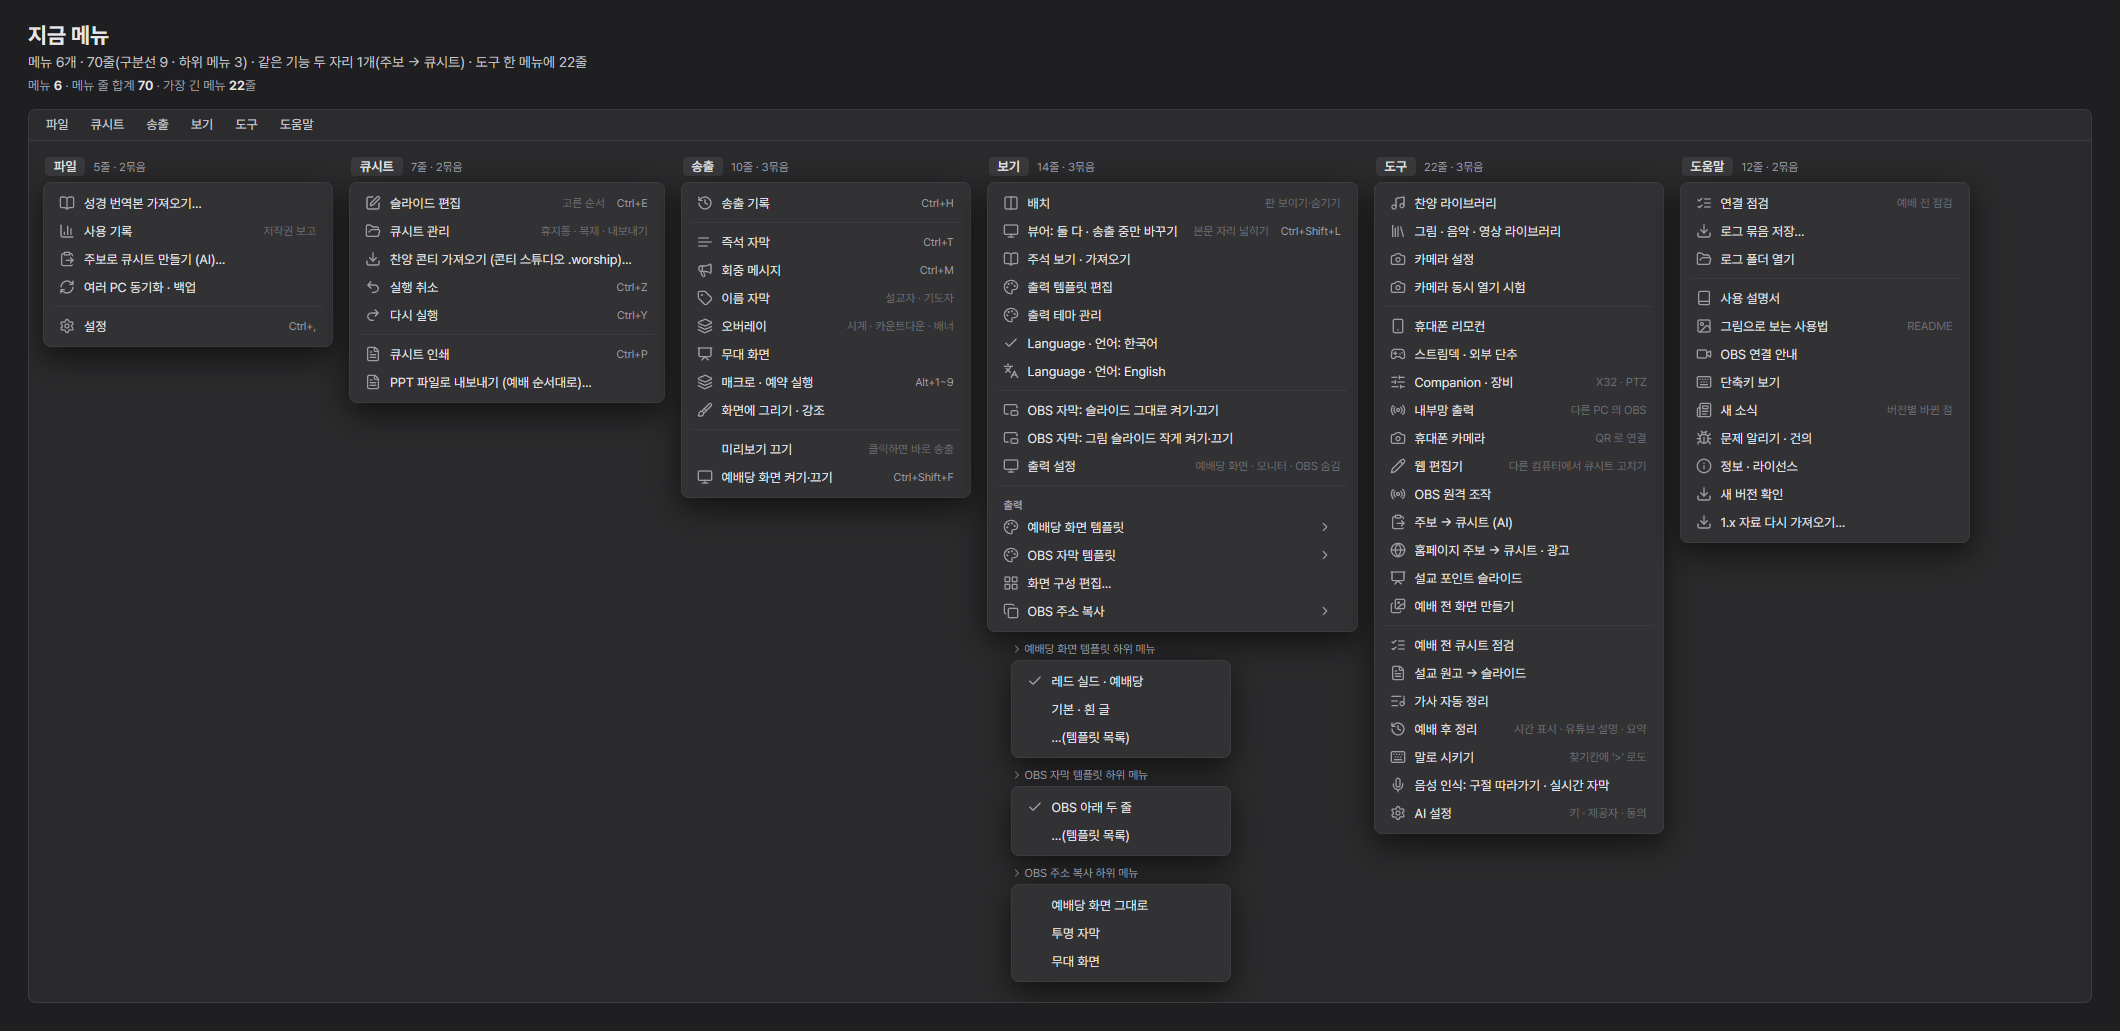 지금 메뉴
메뉴 6개 · 70줄(구분선 9 · 하위 메뉴 3) · 같은 기능 두 자리 1개(주보 → 큐시트) · 도구 한 메뉴에 22줄
메뉴 6 · 메뉴 줄 합계 70 · 가장 긴 메뉴 22줄
파일 큐시트 송출 보기 도구 도움말
파일 5줄 · 2묶음
성경 번역본 가져오기...
사용 기록 저작권 보고
주보로 큐시트 만들기 (AI)...
여러 PC 동기화 · 백업
설정 Ctrl+,
큐시트 7줄 · 2묶음
슬라이드 편집 고른 순서 Ctrl+E
큐시트 관리 휴지통 · 복제 · 내보내기
찬양 콘티 가져오기 (콘티 스튜디오 .worship)...
실행 취소 Ctrl+Z
다시 실행 Ctrl+Y
큐시트 인쇄 Ctrl+P
PPT 파일로 내보내기 (예배 순서대로)...
송출 10줄 · 3묶음
송출 기록 Ctrl+H
즉석 자막 Ctrl+T
회중 메시지 Ctrl+M
이름 자막 설교자 · 기도자
오버레이 시계 · 카운트다운 · 배너
무대 화면
매크로 · 예약 실행 Alt+1~9
화면에 그리기 · 강조
미리보기 끄기 클릭하면 바로 송출
예배당 화면 켜기·끄기 Ctrl+Shift+F
보기 14줄 · 3묶음
배치 판 보이기·숨기기
뷰어: 둘 다 · 송출 중만 바꾸기 본문 자리 넓히기 Ctrl+Shift+L
주석 보기 · 가져오기
출력 템플릿 편집
출력 테마 관리
Language · 언어: 한국어
Language · 언어: English
OBS 자막: 슬라이드 그대로 켜기·끄기
OBS 자막: 그림 슬라이드 작게 켜기·끄기
출력 설정 예배당 화면 · 모니터 · OBS 숨김
출력
예배당 화면 템플릿
OBS 자막 템플릿
화면 구성 편집...
OBS 주소 복사
예배당 화면 템플릿 하위 메뉴
레드 실드 · 예배당
기본 · 흰 글
...(템플릿 목록)
OBS 자막 템플릿 하위 메뉴
OBS 아래 두 줄
...(템플릿 목록)
OBS 주소 복사 하위 메뉴
예배당 화면 그대로
투명 자막
무대 화면
도구 22줄 · 3묶음
찬양 라이브러리
그림 · 음악 · 영상 라이브러리
카메라 설정
카메라 동시 열기 시험
휴대폰 리모컨
스트림덱 · 외부 단추
Companion · 장비 X32 · PTZ
내부망 출력 다른 PC 의 OBS
휴대폰 카메라 QR 로 연결
웹 편집기 다른 컴퓨터에서 큐시트 고치기
OBS 원격 조작
주보 → 큐시트 (AI)
홈페이지 주보 → 큐시트 · 광고
설교 포인트 슬라이드
예배 전 화면 만들기
예배 전 큐시트 점검
설교 원고 → 슬라이드
가사 자동 정리
예배 후 정리 시간 표시 · 유튜브 설명 · 요약
말로 시키기 찾기칸에 '>' 로도
음성 인식: 구절 따라가기 · 실시간 자막
AI 설정 키 · 제공자 · 동의
도움말 12줄 · 2묶음
연결 점검 예배 전 점검
로그 묶음 저장...
로그 폴더 열기
사용 설명서
그림으로 보는 사용법 README
OBS 연결 안내
단축키 보기
새 소식 버전별 바뀐 점
문제 알리기 · 건의
정보 · 라이선스
새 버전 확인
1.x 자료 다시 가져오기...